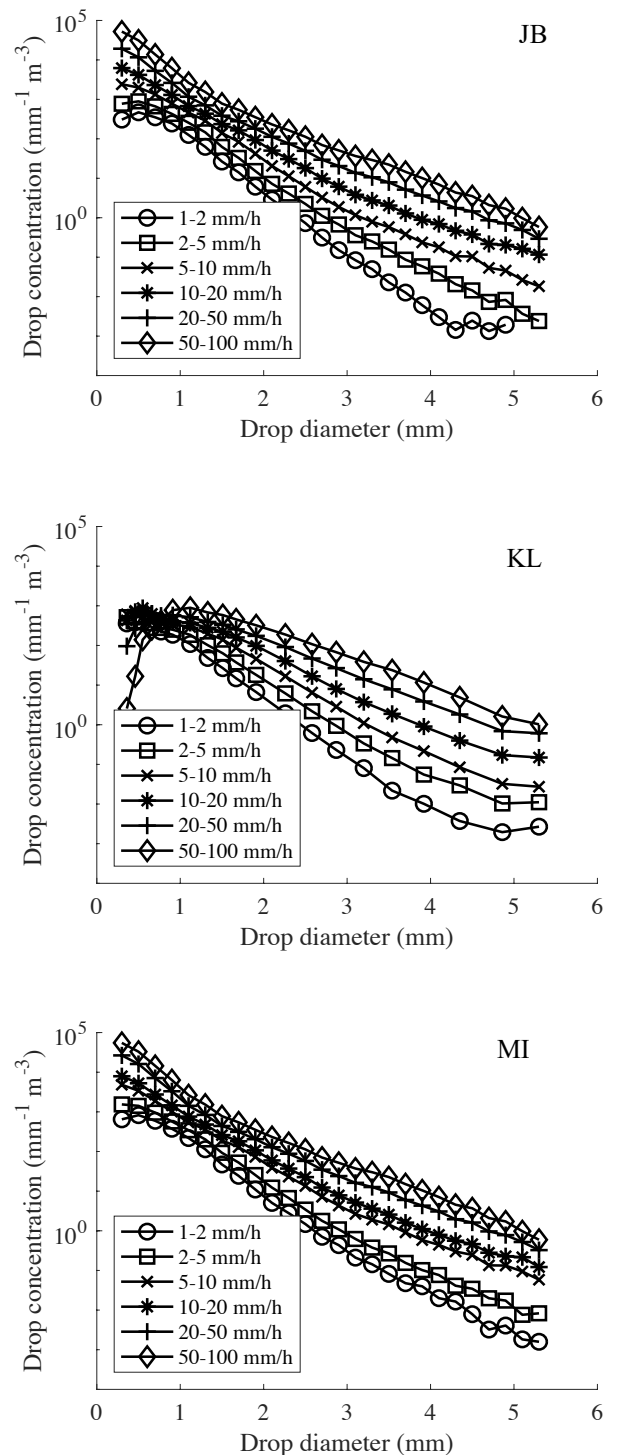 JB
10^5
10^0
Drop concentration (mm^-1 m^-3)
1-2 mm/h
2-5 mm/h
5-10 mm/h
10-20 mm/h
20-50 mm/h
50-100 mm/h
0 1 2 3 4 5 6
Drop diameter (mm)
KL
10^5
10^0
Drop concentration (mm^-1 m^-3)
1-2 mm/h
2-5 mm/h
5-10 mm/h
10-20 mm/h
20-50 mm/h
50-100 mm/h
0 1 2 3 4 5 6
Drop diameter (mm)
MI
10^5
10^0
Drop concentration (mm^-1 m^-3)
1-2 mm/h
2-5 mm/h
5-10 mm/h
10-20 mm/h
20-50 mm/h
50-100 mm/h
0 1 2 3 4 5 6
Drop diameter (mm)